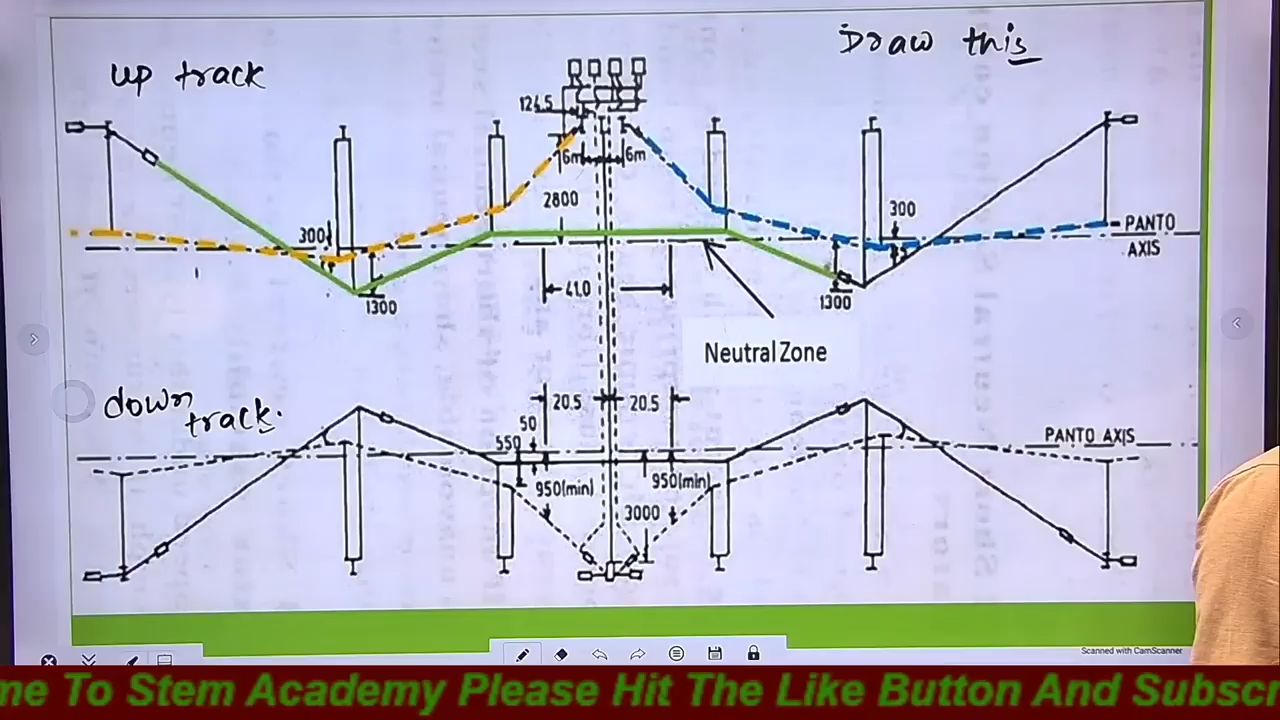 Draw this
up track
124.5
6m
6m
2800
300
300
PANTO
AXIS
41.0
1300
1300
Neutral Zone
down
track.
20.5
20.5
50
550
PANTO AXIS
950(min)
950(min)
3000
Scanned with CamScanner
me To Stem Academy Please Hit The Like Button And Subscr